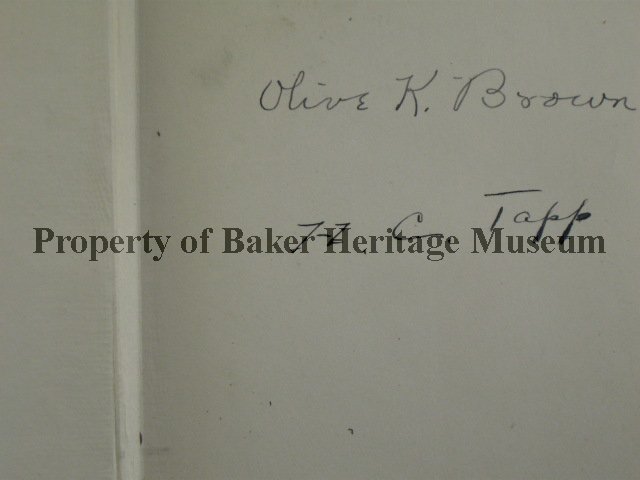 Olive K. Brown
H. C. Tapp
Property of Baker Heritage Museum